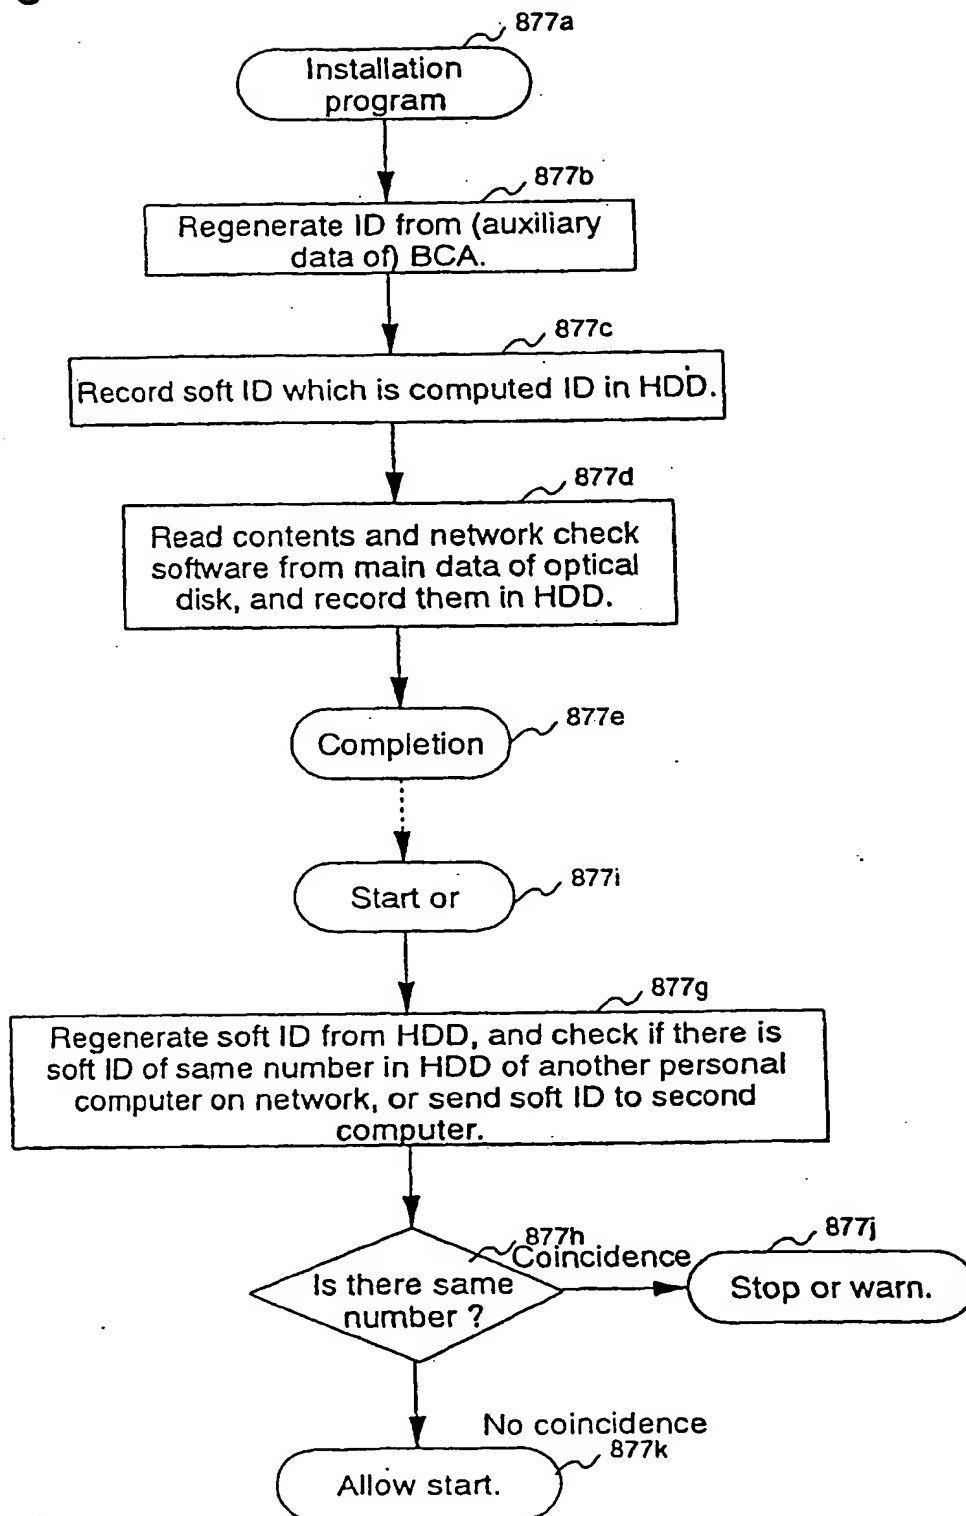 877a
Installation
program
877b
Regenerate ID from (auxiliary
data of) BCA.
877c
Record soft ID which is computed ID in HDD.
877d
Read contents and network check
software from main data of optical
disk, and record them in HDD.
Completion
877e
Start or
877i
877g
Regenerate soft ID from HDD, and check if there is
soft ID of same number in HDD of another personal
computer on network, or send soft ID to second
computer.
877h
Coincidence
877j
Is there same
number ?
Stop or warn.
No coincidence
877k
Allow start.